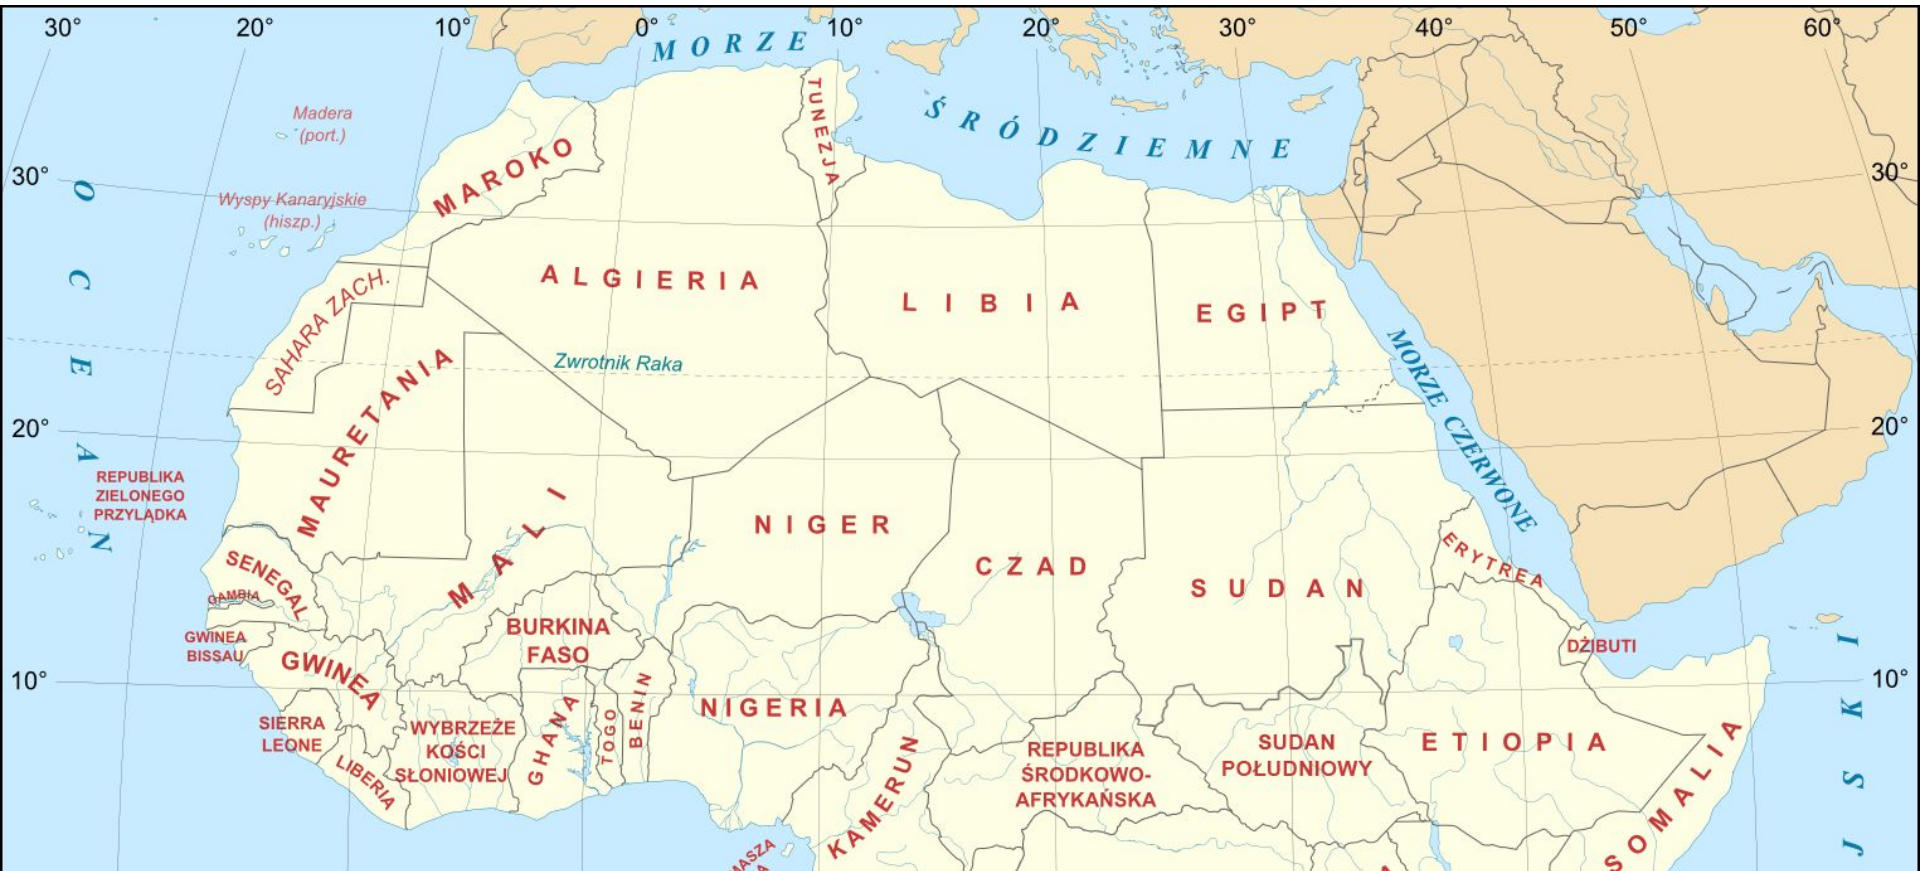 30° 20° 10° 0° 10° 20° 30° 40° 50° 60°
MORZE
ŚRÓDZIEMNE
Madera
(port.)
TUNEZJA
MAROKO
30°
30°
Wyspy Kanaryjskie
(hiszp.)
OCEAN
ALGIERIA
LIBIA
EGIPT
SAHARA ZACH.
Zwrotnik Raka
MORZE CZERWONE
MAURETANIA
20°
20°
REPUBLIKA
ZIELONEGO
PRZYLĄDKA
MALI
NIGER
CZAD
SUDAN
ERYTREA
SENEGAL
GAMBIA
GWINEA
BISSAU
BURKINA
FASO
DŻIBUTI
GWINEA
10°
10°
NIGERIA
BENIN
TOGO
GHANA
SIERRA
LEONE
WYBRZEŻE
KOŚCI
SŁONIOWEJ
LIBERIA
KAMERUN
REPUBLIKA
ŚRODKOWO-
AFRYKAŃSKA
SUDAN
POŁUDNIOWY
ETIOPIA
SOMALIA
IKSJ
MASZA